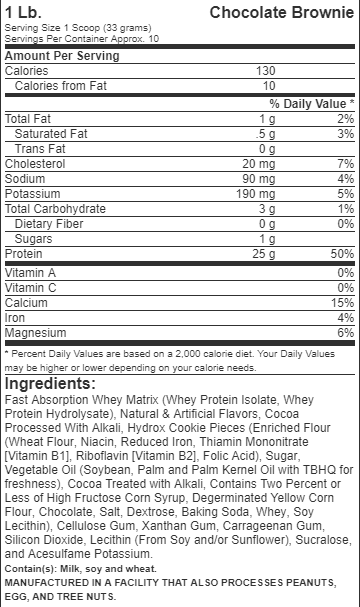 1 Lb. Chocolate Brownie
Serving Size 1 Scoop (33 grams)
Servings Per Container Approx. 10
Amount Per Serving
Calories 130
Calories from Fat 10
% Daily Value *
Total Fat 1 g 2%
Saturated Fat .5 g 3%
Trans Fat 0 g
Cholesterol 20 mg 7%
Sodium 90 mg 4%
Potassium 190 mg 5%
Total Carbohydrate 3 g 1%
Dietary Fiber 0 g 0%
Sugars 1 g
Protein 25 g 50%
Vitamin A 0%
Vitamin C 0%
Calcium 15%
Iron 4%
Magnesium 6%
* Percent Daily Values are based on a 2,000 calorie diet. Your Daily Values
may be higher or lower depending on your calorie needs.
Ingredients:
Fast Absorption Whey Matrix (Whey Protein Isolate, Whey
Protein Hydrolysate), Natural & Artificial Flavors, Cocoa
Processed With Alkali, Hydrox Cookie Pieces (Enriched Flour
(Wheat Flour, Niacin, Reduced Iron, Thiamin Mononitrate
[Vitamin B1], Riboflavin [Vitamin B2], Folic Acid), Sugar,
Vegetable Oil (Soybean, Palm and Palm Kernel Oil with TBHQ for
freshness), Cocoa Treated with Alkali, Contains Two Percent or
Less of High Fructose Corn Syrup, Degerminated Yellow Corn
Flour, Chocolate, Salt, Dextrose, Baking Soda, Whey, Soy
Lecithin), Cellulose Gum, Xanthan Gum, Carrageenan Gum,
Silicon Dioxide, Lecithin (From Soy and/or Sunflower), Sucralose,
and Acesulfame Potassium.
Contain(s): Milk, soy and wheat.
MANUFACTURED IN A FACILITY THAT ALSO PROCESSES PEANUTS,
EGG, AND TREE NUTS.